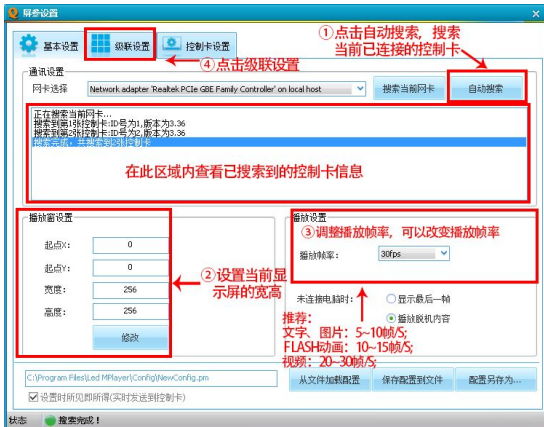 屏参设置
基本设置
级联设置
控制卡设置
①点击自动搜索，搜索
当前已连接的控制卡
④点击级联设置
通讯设置
网卡选择
Network adapter 'Realtek PCIe GBE Family Controller' on local host
搜索当前网卡
自动搜索
正在搜索当前网卡...
搜索到第1张控制卡:ID号为1,版本为3.36
搜索到第2张控制卡:ID号为2,版本为3.36
搜索完成，共搜索到2张控制卡
在此区域内查看已搜索到的控制卡信息
播放窗设置
起点X：
0
起点Y：
0
宽度：
256
高度：
256
修改
②设置当前显
示屏的宽高
播放设置
③调整播放帧率，可以改变播放帧率
播放帧率：
30fps
未连接电脑时：
显示最后一帧
播放脱机内容
推荐：
文字、图片：5~10帧/S;
FLASH动画：10~15帧/S;
视频：20~30帧/S;
C:\Program Files\Led MPlayer\Config\NewConfig.pm
从文件加载配置
保存配置到文件
配置另存为...
设置时所见即所得(实时发送到控制卡)
状态
搜索完成！